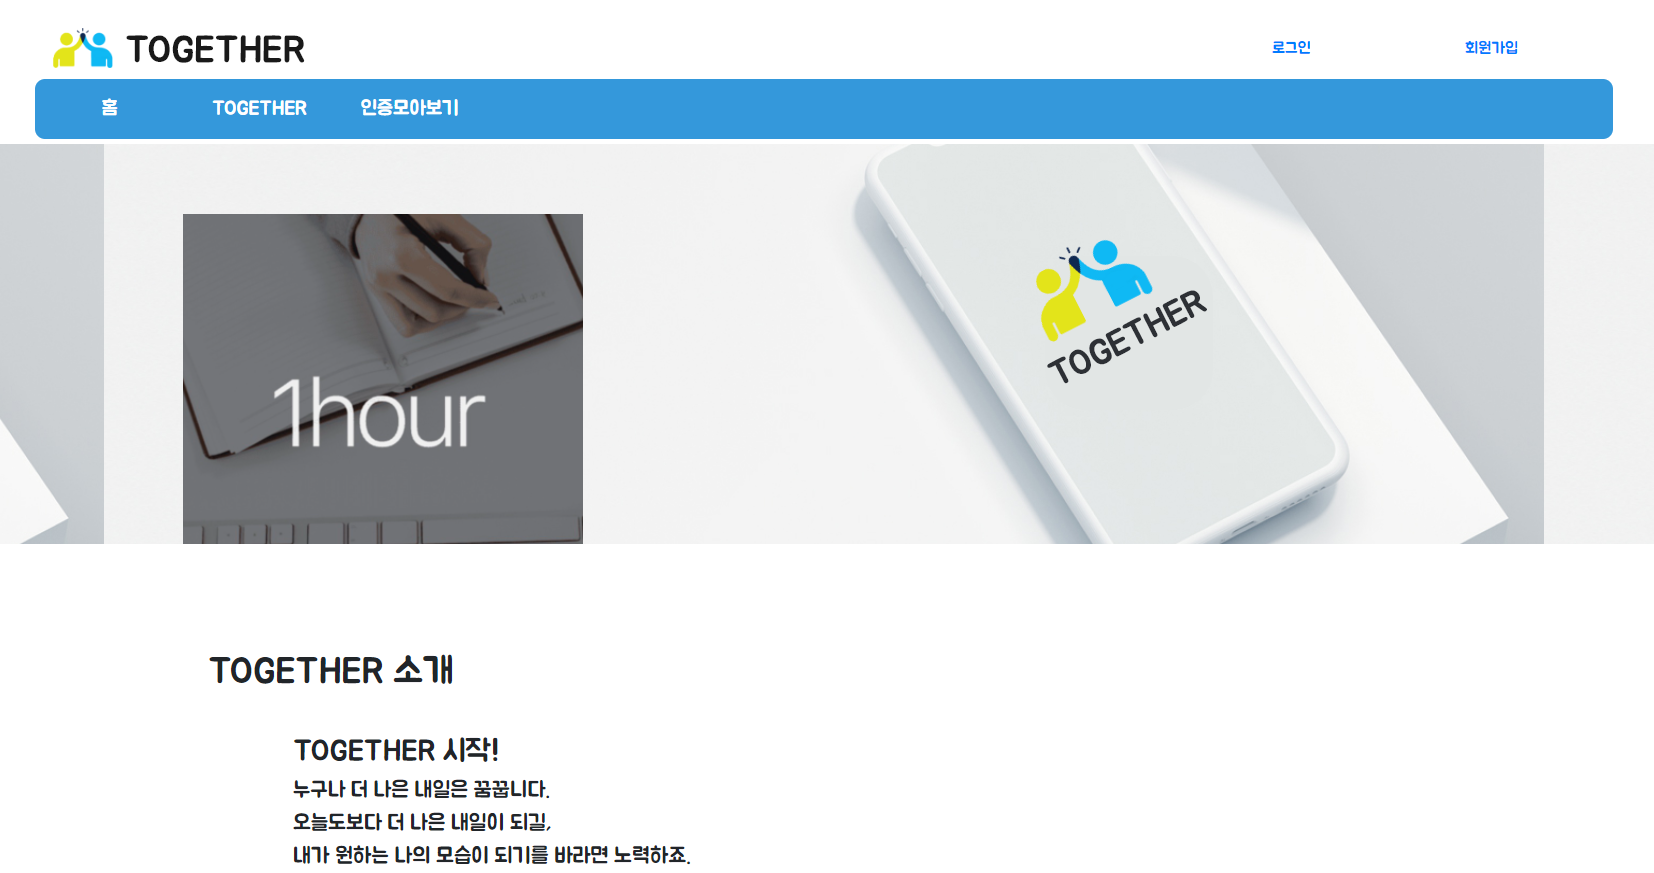 TOGETHER
로그인
회원가입
홈
TOGETHER
인증모아보기
1hour
TOGETHER
TOGETHER 소개
TOGETHER 시작!
누구나 더 나은 내일은 꿈꿉니다.
오늘도보다 더 나은 내일이 되길,
내가 원하는 나의 모습이 되기를 바라면 노력하죠.